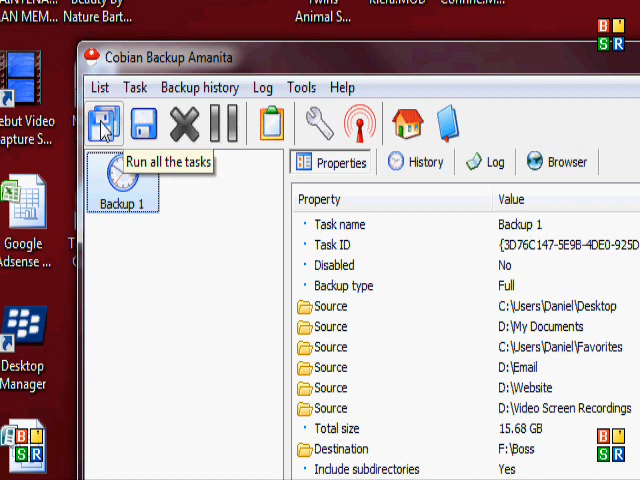 Beauty by
Nature Bart...
Twins
Animal S...
LAN MEM...
B
S R
Cobian Backup Amanita
List Task Backup history Log Tools Help
Run all the tasks
Properties History Log Browser
Backup 1
Property Value
Task name Backup 1
Task ID {3D76C147-5E9B-4DE0-925D
Disabled No
Backup type Full
Source C:\Users\Daniel\Desktop
Source D:\My Documents
Source C:\Users\Daniel\Favorites
Source D:\Email
Source D:\Website
Source D:\Video Screen Recordings
Total size 15.68 GB
Destination F:\Boss
Include subdirectories Yes
ebut Video
apture S...
Google
Adsense ...
Desktop
Manager
B
S R
B
S R